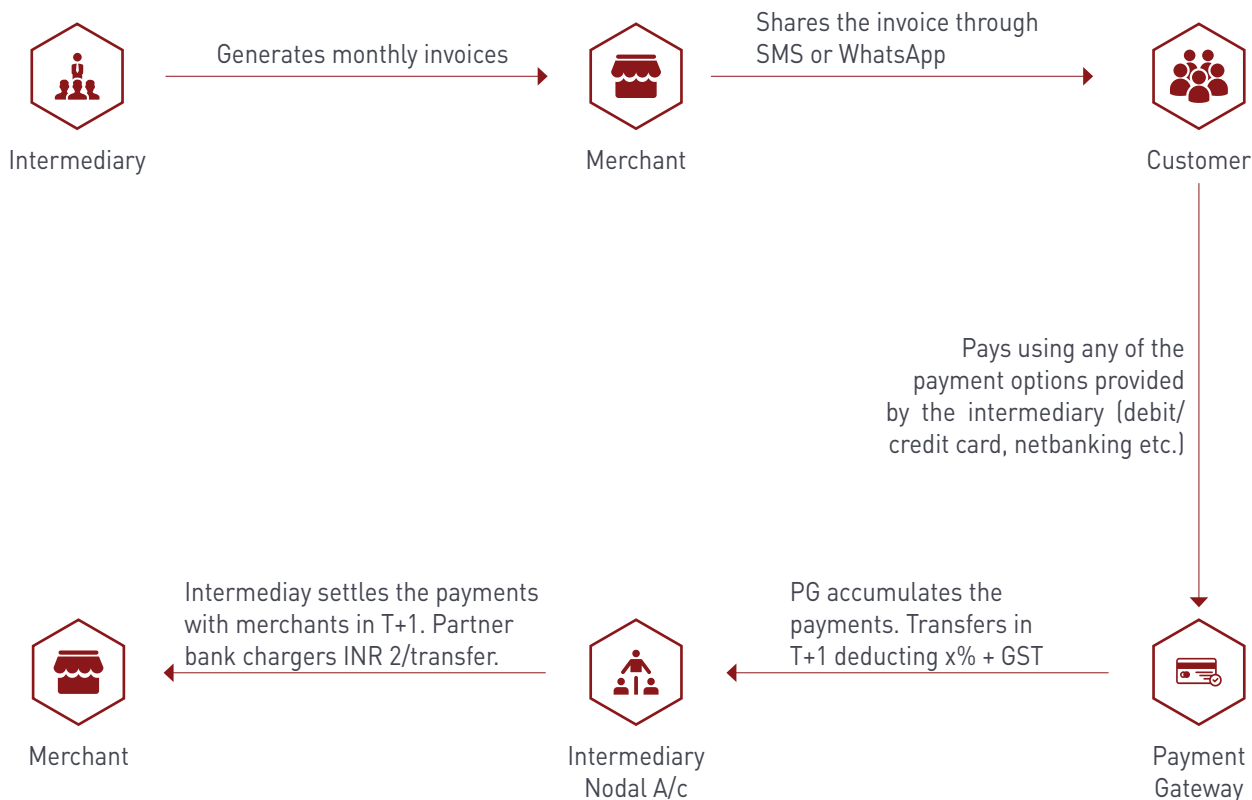 Generates monthly invoices
Shares the invoice through
SMS or WhatsApp
Intermediary
Merchant
Customer
Pays using any of the
payment options provided
by the intermediary (debit/
credit card, netbanking etc.)
PG accumulates the
payments. Transfers in
T+1 deducting x% + GST
Intermediay settles the payments
with merchants in T+1. Partner
bank chargers INR 2/transfer.
Merchant
Intermediary
Nodal A/c
Payment
Gateway